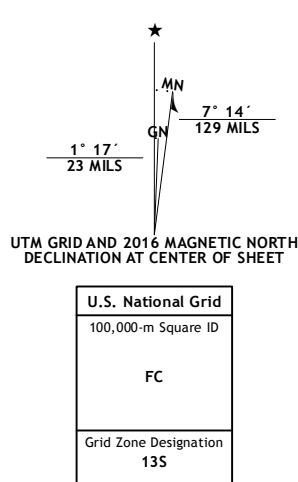 ★
MN
7° 14´
129 MILS
GN
1° 17´
23 MILS
UTM GRID AND 2016 MAGNETIC NORTH
DECLINATION AT CENTER OF SHEET
U.S. National Grid
100,000-m Square ID
FC
Grid Zone Designation
13S